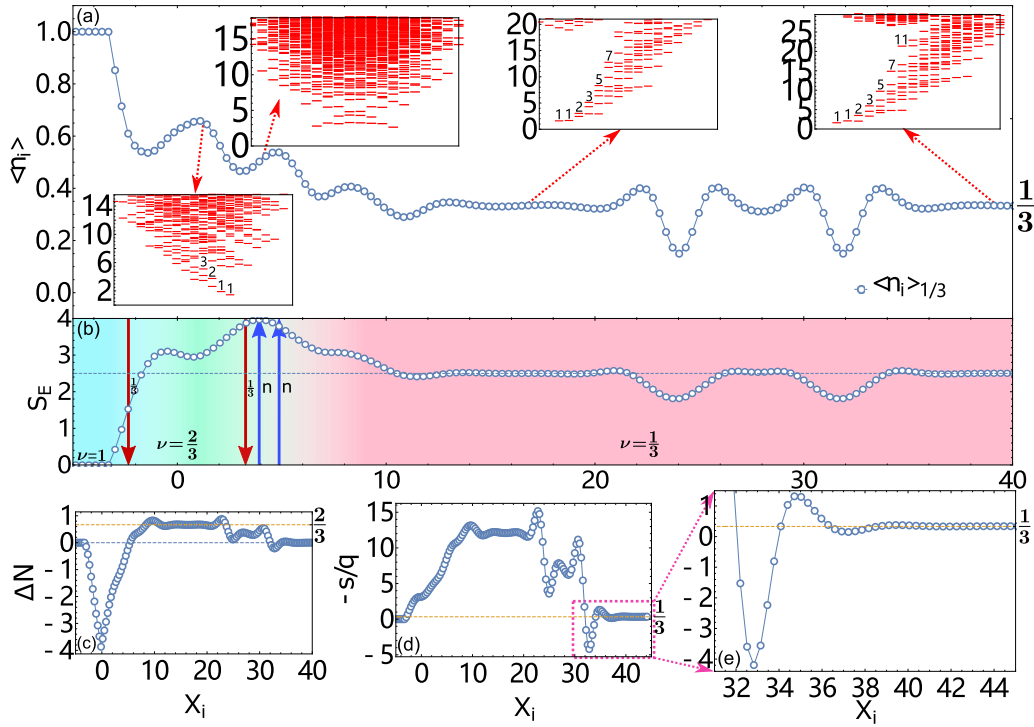 (a)
<n_i>
1.0
0.8
0.6
0.4
0.2
0.0
15
10
5
0
20
15
10
5
0
1 1 2 3 5 7
25
20
15
10
5
0
1 1 2 3 5 7 11
14
10
6
2
3 2 1 1
1/3
<n_i>_{1/3}
(b)
S_E
4
3
2
1
0
1/3
1/3
n
n
ν=1
ν=2/3
ν=1/3
0 10 20 30 40
(c)
ΔN
1
0
-1
-2
-3
-4
2/3
0 10 20 30 40
X_i
(d)
- s/q
15
10
5
0
-5
1/3
0 10 20 30 40
X_i
(e)
1
0
-1
-2
-3
-4
1/3
32 34 36 38 40 42 44
X_i